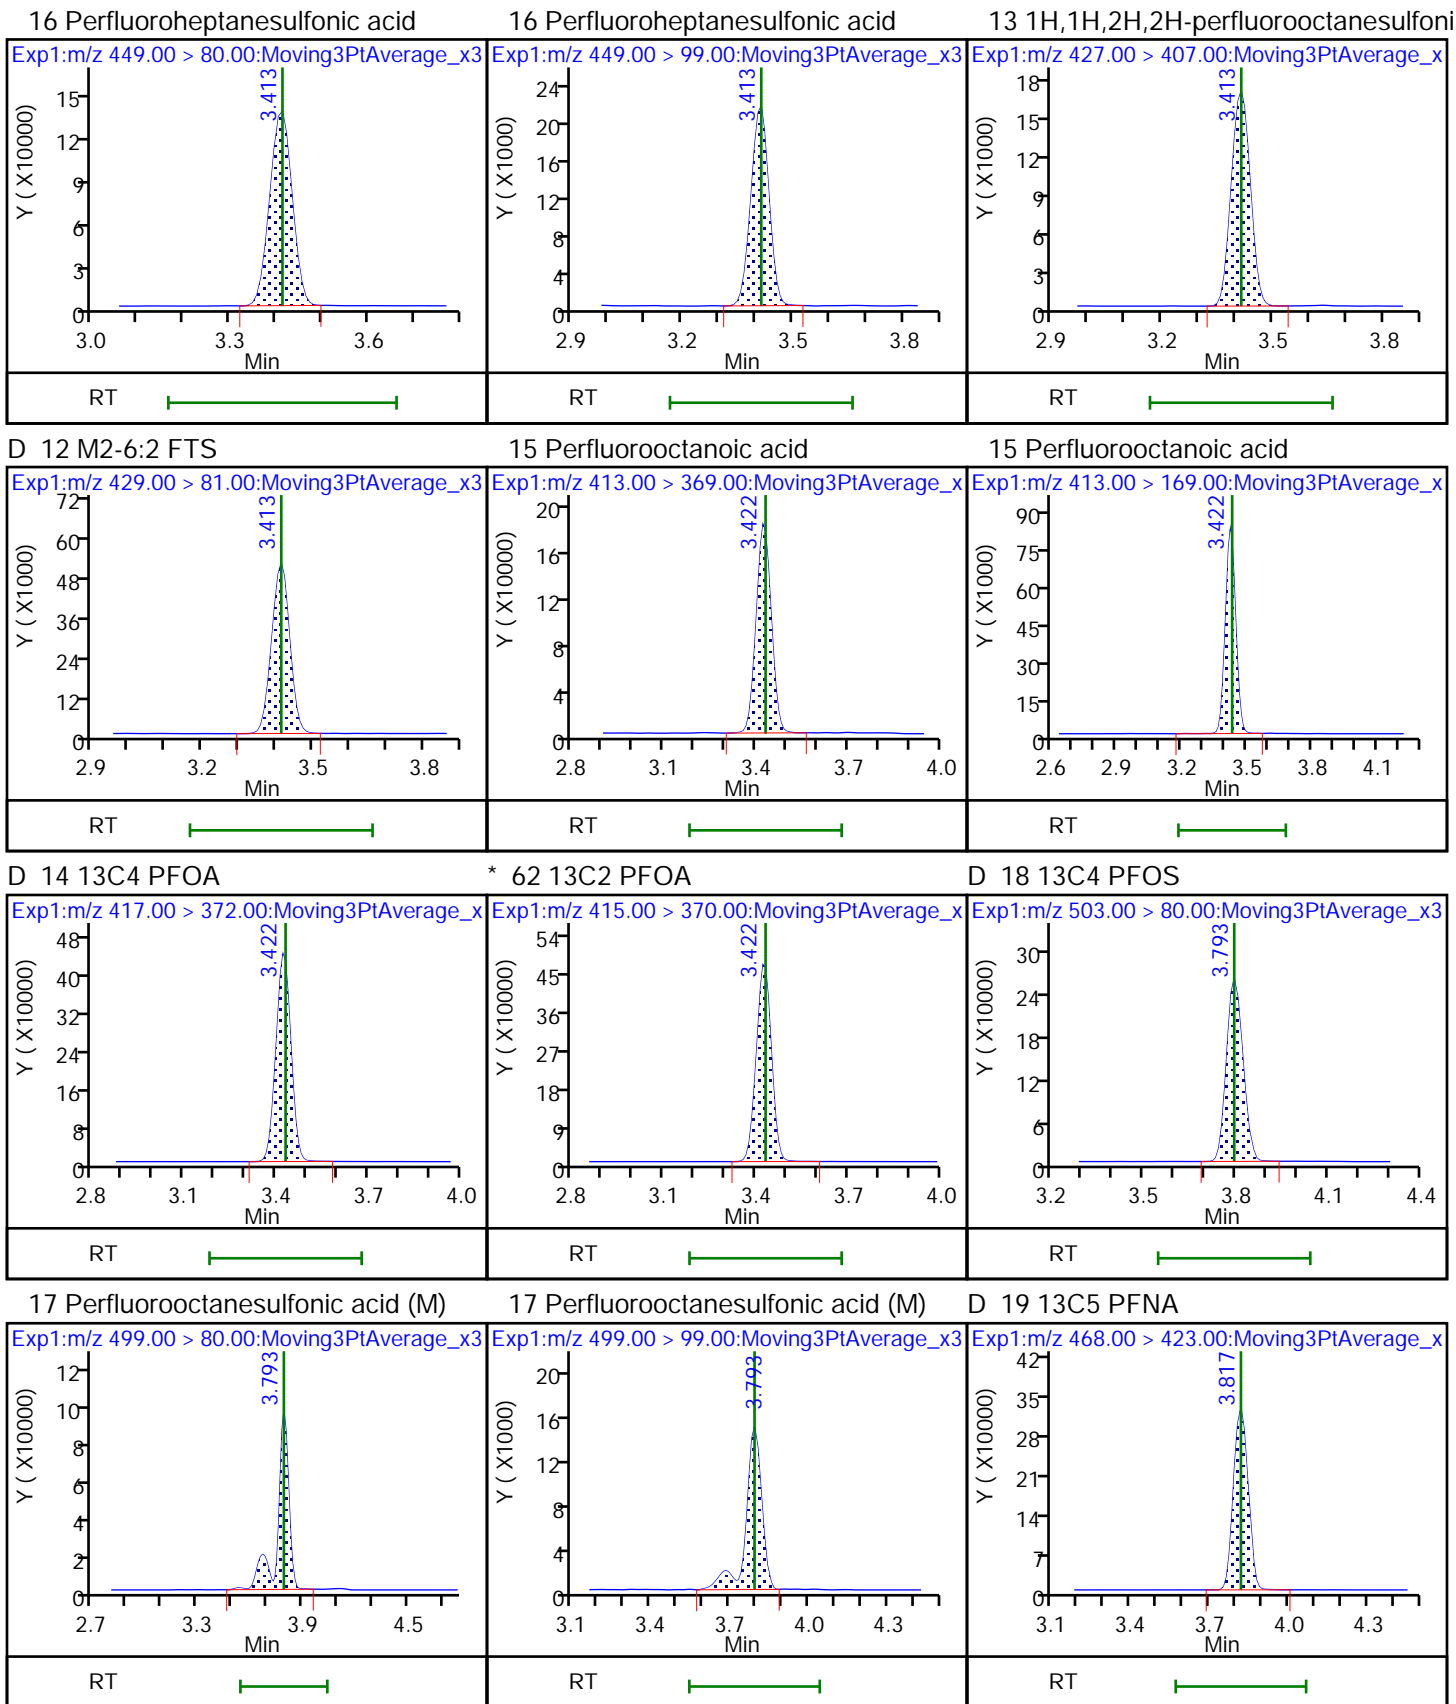 16 Perfluoroheptanesulfonic acid
Exp1:m/z 449.00 > 80.00:Moving3PtAverage_x3
3.413
Y ( X10000)
15
12
9
6
3
0
3.0 3.3 3.6
Min
RT
16 Perfluoroheptanesulfonic acid
Exp1:m/z 449.00 > 99.00:Moving3PtAverage_x3
3.413
Y ( X1000)
24
20
16
12
8
4
0
2.9 3.2 3.5 3.8
Min
RT
13 1H,1H,2H,2H-perfluorooctanesulfoni
Exp1:m/z 427.00 > 407.00:Moving3PtAverage_x
3.413
Y ( X10000)
18
15
12
9
6
3
0
2.9 3.2 3.5 3.8
Min
RT
D 12 M2-6:2 FTS
Exp1:m/z 429.00 > 81.00:Moving3PtAverage_x3
3.413
Y ( X1000)
72
60
48
36
24
12
0
2.9 3.2 3.5 3.8
Min
RT
15 Perfluorooctanoic acid
Exp1:m/z 413.00 > 369.00:Moving3PtAverage_x
3.422
Y ( X10000)
20
16
12
8
4
0
2.8 3.1 3.4 3.7 4.0
Min
RT
15 Perfluorooctanoic acid
Exp1:m/z 413.00 > 169.00:Moving3PtAverage_x
3.422
Y ( X1000)
90
75
60
45
30
15
0
2.6 2.9 3.2 3.5 3.8 4.1
Min
RT
D 14 13C4 PFOA
Exp1:m/z 417.00 > 372.00:Moving3PtAverage_x
3.422
Y ( X10000)
48
40
32
24
16
8
0
2.8 3.1 3.4 3.7 4.0
Min
RT
* 62 13C2 PFOA
Exp1:m/z 415.00 > 370.00:Moving3PtAverage_x
3.422
Y ( X10000)
54
45
36
27
18
9
0
2.8 3.1 3.4 3.7 4.0
Min
RT
D 18 13C4 PFOS
Exp1:m/z 503.00 > 80.00:Moving3PtAverage_x3
3.793
Y ( X10000)
30
24
18
12
6
0
3.2 3.5 3.8 4.1 4.4
Min
RT
17 Perfluorooctanesulfonic acid (M)
Exp1:m/z 499.00 > 80.00:Moving3PtAverage_x3
3.793
Y ( X10000)
12
10
8
6
4
2
0
2.7 3.3 3.9 4.5
Min
RT
17 Perfluorooctanesulfonic acid (M)
Exp1:m/z 499.00 > 99.00:Moving3PtAverage_x3
3.793
Y ( X1000)
20
16
12
8
4
0
3.1 3.4 3.7 4.0 4.3
Min
RT
D 19 13C5 PFNA
Exp1:m/z 468.00 > 423.00:Moving3PtAverage_x
3.817
Y ( X10000)
42
35
28
21
14
7
0
3.1 3.4 3.7 4.0 4.3
Min
RT